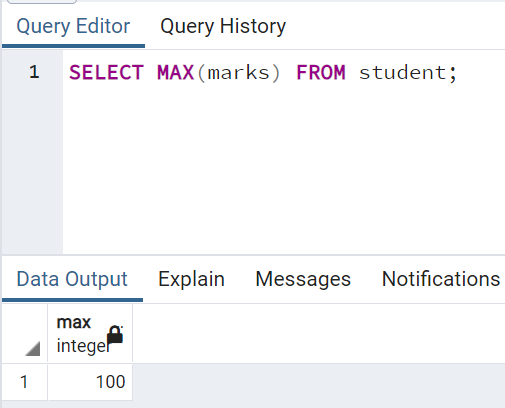 Query Editor Query History
1 SELECT MAX(marks) FROM student;
Data Output Explain Messages Notifications
max
integer
1 100